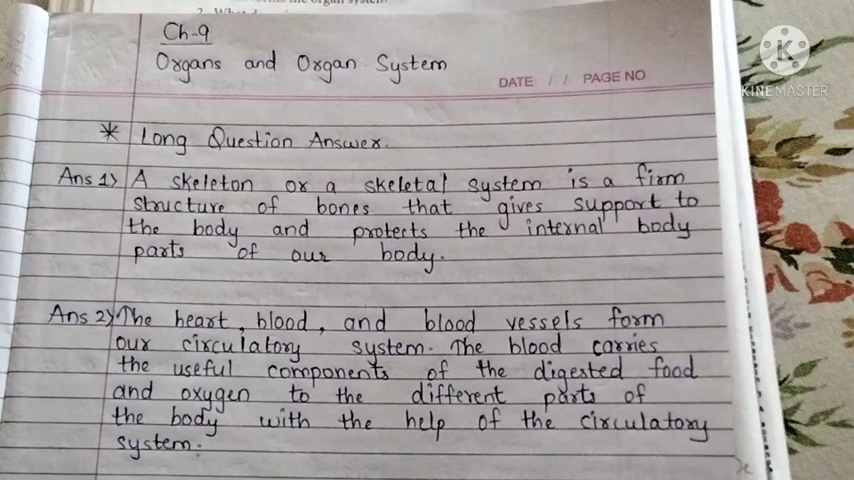 Ch-9
Organs and Organ System
DATE / / PAGE NO
KINEMASTER
* Long Question Answer.
Ans 1) A skeleton or a skeletal system is a firm
structure of bones that gives support to
the body and protects the internal body
parts of our body.
Ans 2) The heart, blood, and blood vessels form
our circulatory system. The blood carries
the useful components of the digested food
and oxygen to the different parts of
the body with the help of the circulatory
system.